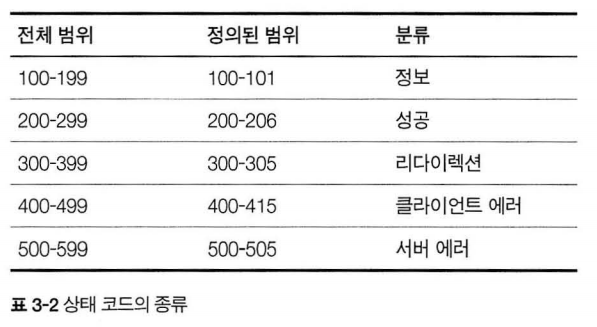 전체 범위 정의된 범위 분류
100-199 100-101 정보
200-299 200-206 성공
300-399 300-305 리다이렉션
400-499 400-415 클라이언트 에러
500-599 500-505 서버 에러
표 3-2 상태 코드의 종류